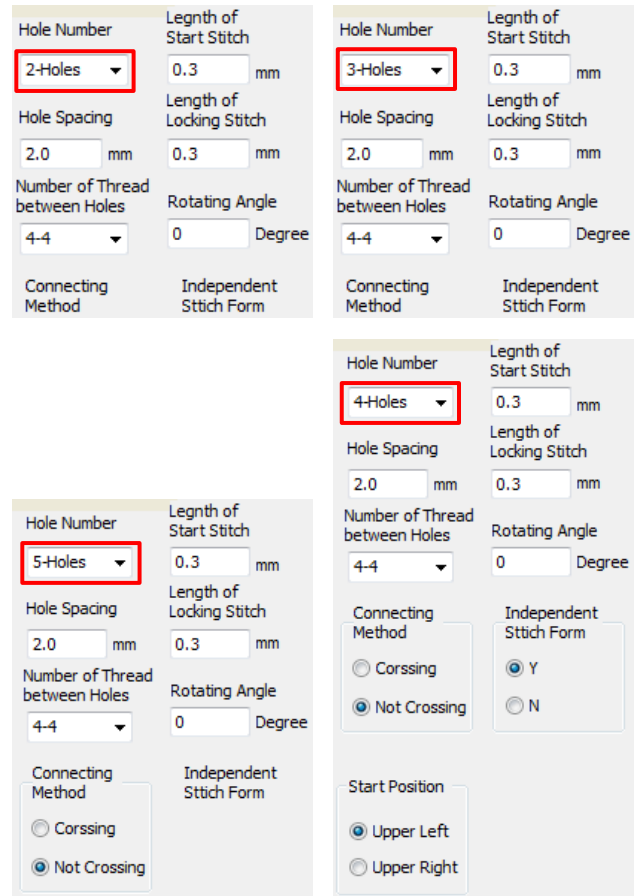 Hole Number
Legnth of
Start Stitch
2-Holes
0.3 mm
Hole Spacing
Length of
Locking Stitch
2.0 mm
0.3 mm
Number of Thread
between Holes
Rotating Angle
4-4
0 Degree
Connecting
Method
Independent
Sttich Form
Hole Number
Legnth of
Start Stitch
3-Holes
0.3 mm
Hole Spacing
Length of
Locking Stitch
2.0 mm
0.3 mm
Number of Thread
between Holes
Rotating Angle
4-4
0 Degree
Connecting
Method
Independent
Sttich Form
Hole Number
Legnth of
Start Stitch
5-Holes
0.3 mm
Hole Spacing
Length of
Locking Stitch
2.0 mm
0.3 mm
Number of Thread
between Holes
Rotating Angle
4-4
0 Degree
Connecting
Method
Independent
Sttich Form
Corssing
Not Crossing
Hole Number
Legnth of
Start Stitch
4-Holes
0.3 mm
Hole Spacing
Length of
Locking Stitch
2.0 mm
0.3 mm
Number of Thread
between Holes
Rotating Angle
4-4
0 Degree
Connecting
Method
Independent
Sttich Form
Corssing
Y
Not Crossing
N
Start Position
Upper Left
Upper Right